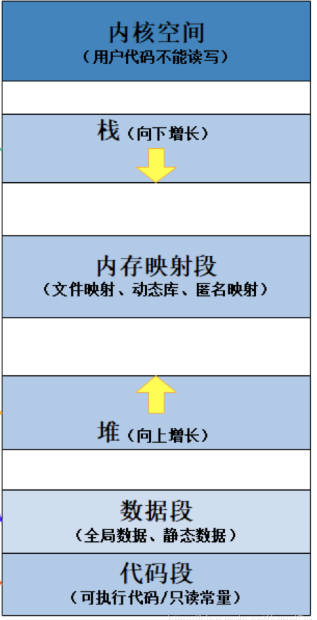 内核空间
（用户代码不能读写）
栈（向下增长）
内存映射段
（文件映射、动态库、匿名映射）
堆（向上增长）
数据段
（全局数据、静态数据）
代码段
（可执行代码/只读常量）